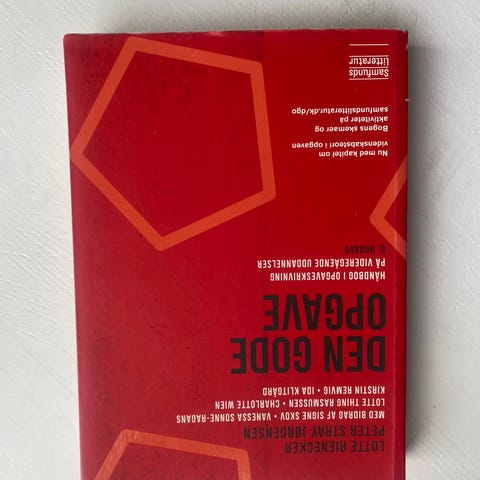 LOTTE RIENECKER
PETER STRAY JØRGENSEN
MED BIDRAG AF SIGNE SKOV • VANESSA SONNE-RAGANS
LOTTE THING RASMUSSEN • CHARLOTTE WIEN
KIRSTIN REMVIG • IDA KLITGÅRD
DEN GODE
OPGAVE
HÅNDBOG I OPGAVESKRIVNING
PÅ VIDEREGÅENDE UDDANNELSER
5. UDGAVE
Nu med kapitel om
videnskabsteori i opgaven
Bogens skemaer og
aktiviteter på
samfundslitteratur.dk/dgo
Samfunds
litteratur